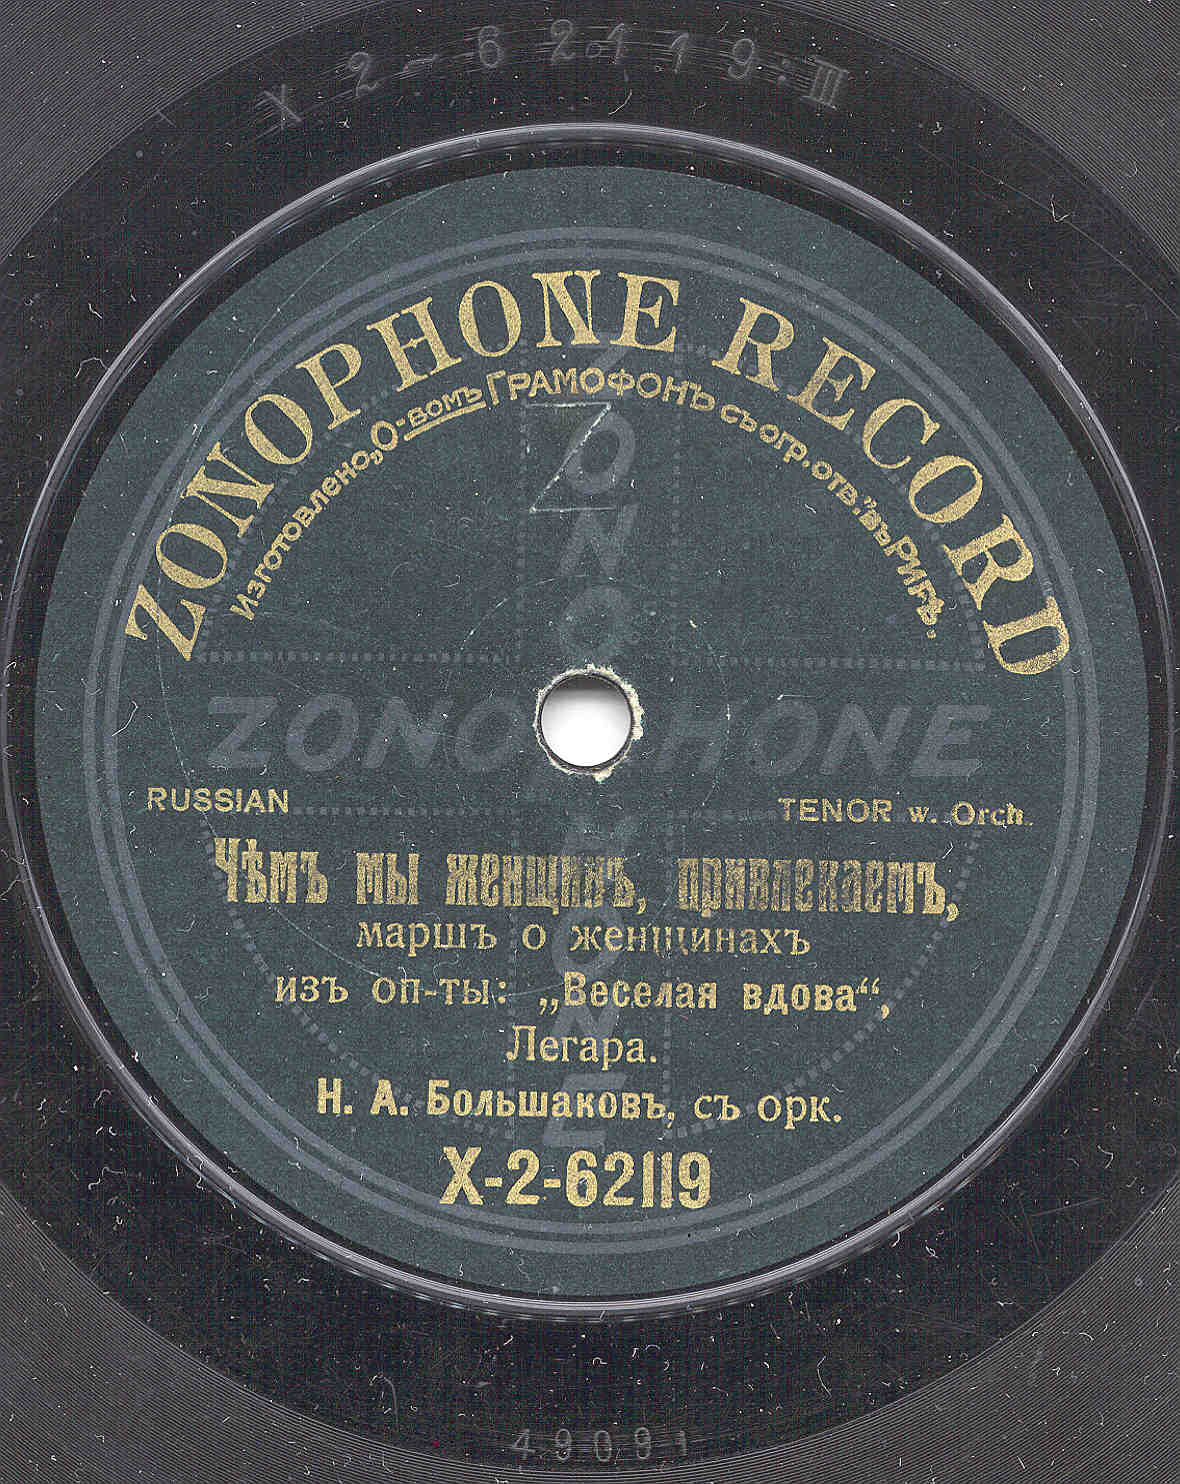 X 2-62119:III
ZONOPHONE RECORD
Изготовлено „О-вомъ ГРАМОФОНЪ съ огр. отв.“ въ Ригѣ.
ZONOPHONE
ZONOPHONE
RUSSIAN
TENOR w. Orch.
Чѣмъ мы женщинъ, привлекаемъ,
маршъ о женщинахъ
изъ оп-ты: „Веселая вдова“,
Легара.
Н. А. Большаковъ, съ орк.
X-2-62119
49091